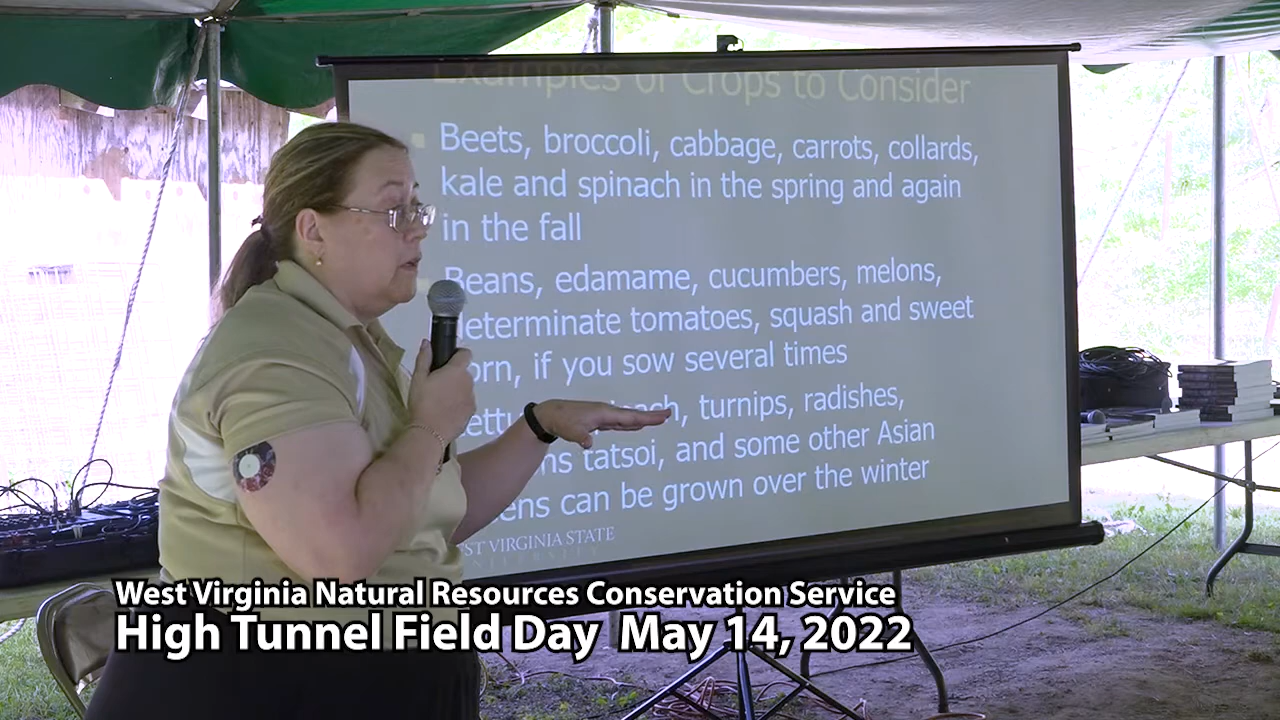 Examples of Crops to Consider
Beets, broccoli, cabbage, carrots, collards,
kale and spinach in the spring and again
in the fall
Beans, edamame, cucumbers, melons,
determinate tomatoes, squash and sweet
orn, if you sow several times
turnips, radishes,
tatsoi, and some other Asian
can be grown over the winter
VIRGINIA STATE
West Virginia Natural Resources Conservation Service
High Tunnel Field Day May 14, 2022